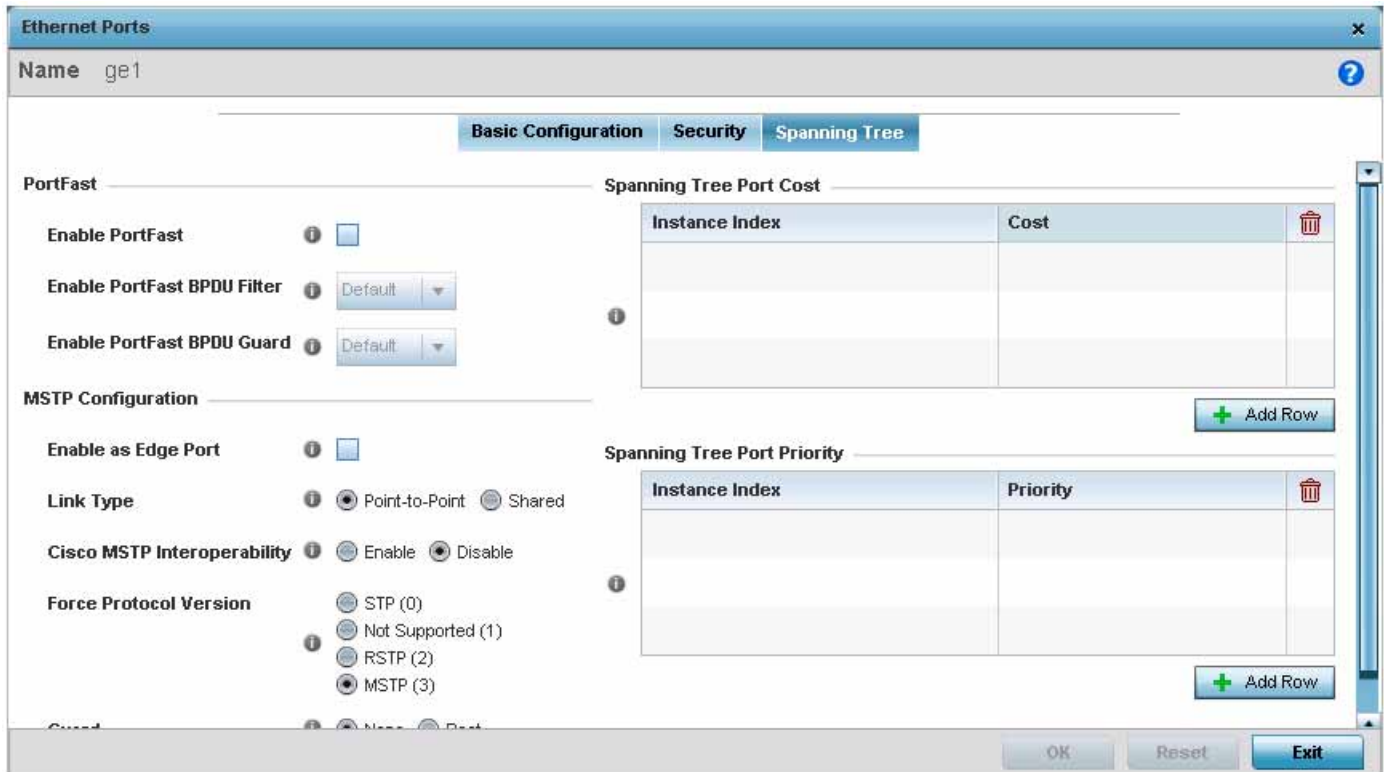 Ethernet Ports
Name ge1
Basic Configuration Security Spanning Tree
PortFast
Enable PortFast
Enable PortFast BPDU Filter Default
Enable PortFast BPDU Guard Default
MSTP Configuration
Enable as Edge Port
Link Type Point-to-Point Shared
Cisco MSTP Interoperability Enable Disable
Force Protocol Version STP (0)
Not Supported (1)
RSTP (2)
MSTP (3)
Guard None Root
Spanning Tree Port Cost
Instance Index Cost
Add Row
Spanning Tree Port Priority
Instance Index Priority
Add Row
OK Reset Exit